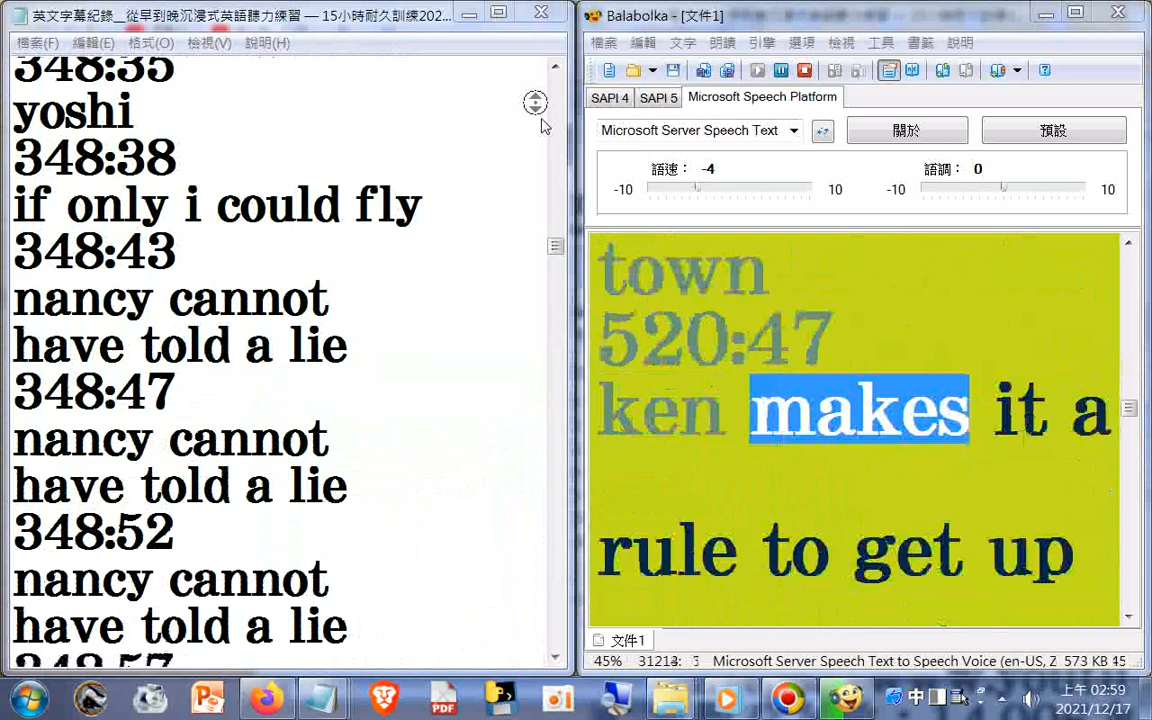 英文字幕紀錄__從早到晚沉浸式英語聽力練習 — 15小時耐久訓練202...
檔案(F) 編輯(E) 格式(O) 檢視(V) 說明(H)
348:35
yoshi
348:38
if only i could fly
348:43
nancy cannot
have told a lie
348:47
nancy cannot
have told a lie
348:52
nancy cannot
have told a lie
348:57
Balabolka - [文件1]
檔案 編輯 文字 朗讀 引擎 選項 檢視 工具 書籤 說明
SAPI 4 SAPI 5 Microsoft Speech Platform
Microsoft Server Speech Text 關於 預設
語速： -4 語調： 0
-10 10 -10 10
town
520:47
ken makes it a
rule to get up
文件1
45% Microsoft Server Speech Text to Speech Voice (en-US, Z 573 KB
中
上午 02:59
2021/12/17